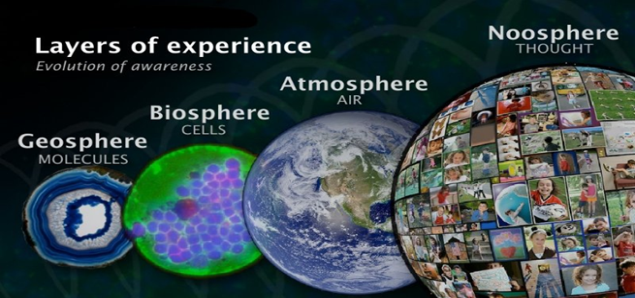 Layers of experience
Evolution of awareness
Geosphere
MOLECULES
Biosphere
CELLS
Atmosphere
AIR
Noosphere
THOUGHT